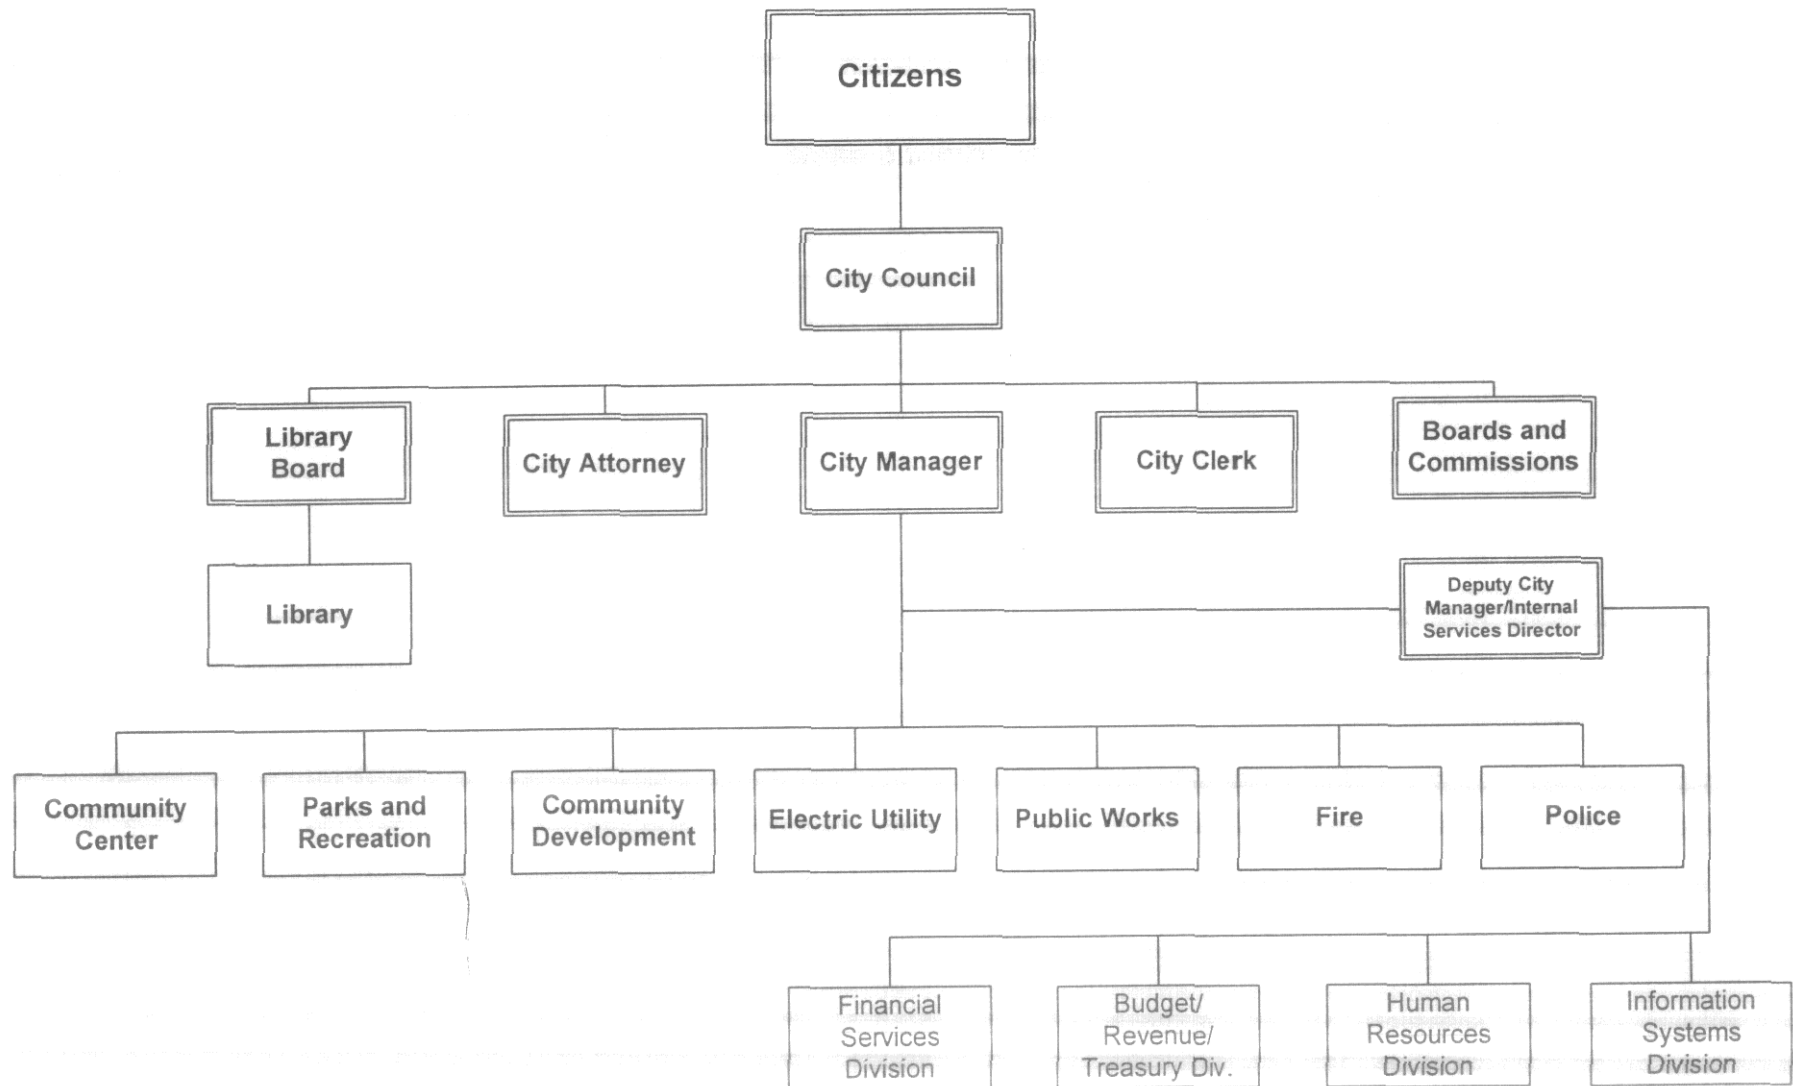 Citizens
City Council
Library
Board
City Attorney
City Manager
City Clerk
Boards and
Commissions
Library
Deputy City
Manager/Internal
Services Director
Community
Center
Parks and
Recreation
Community
Development
Electric Utility
Public Works
Fire
Police
Financial
Services
Division
Budget/
Revenue/
Treasury Div.
Human
Resources
Division
Information
Systems
Division